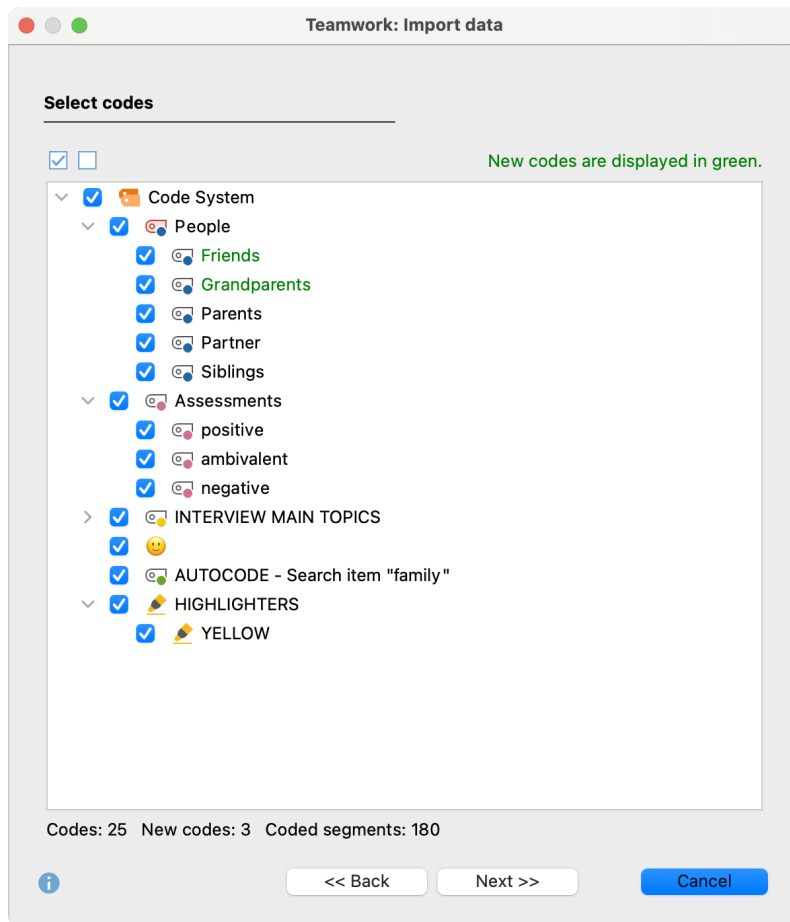 Teamwork: Import data
Select codes
New codes are displayed in green.
Code System
People
Friends
Grandparents
Parents
Partner
Siblings
Assessments
positive
ambivalent
negative
INTERVIEW MAIN TOPICS
AUTOCODE - Search item "family"
HIGHLIGHTERS
YELLOW
Codes: 25 New codes: 3 Coded segments: 180
<< Back Next >> Cancel